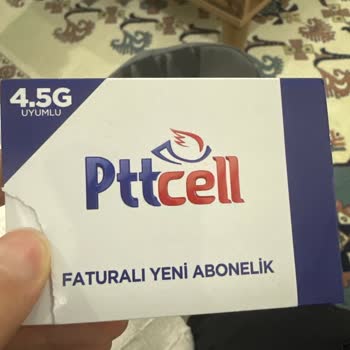 4.5G
UYUMLU
Pttcell
FATURALI YENİ ABONELİK